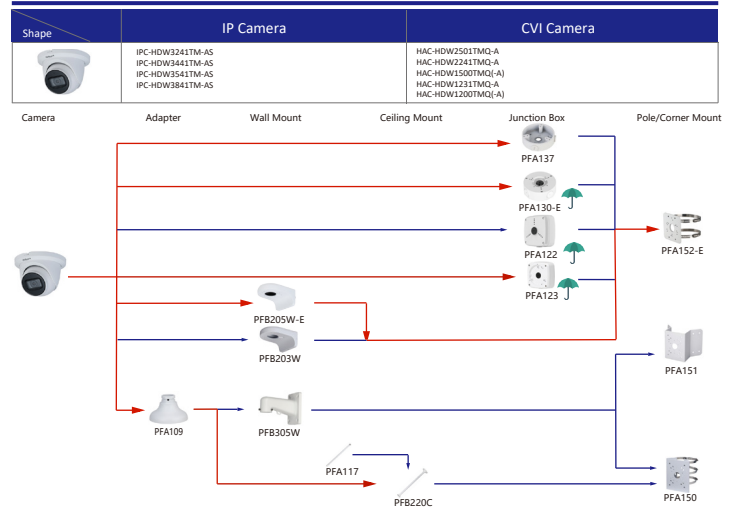 Shape
IP Camera
CVI Camera
IPC-HDW3241TM-AS
IPC-HDW3441TM-AS
IPC-HDW3541TM-AS
IPC-HDW3841TM-AS
HAC-HDW2501TMQ-A
HAC-HDW2241TMQ-A
HAC-HDW1500TMQ(-A)
HAC-HDW1231TMQ-A
HAC-HDW1200TMQ(-A)
Camera
Adapter
Wall Mount
Ceiling Mount
Junction Box
Pole/Corner Mount
PFA137
PFA130-E
PFA122
PFA152-E
PFA123
PFB205W-E
PFB203W
PFA151
PFA109
PFB305W
PFA117
PFB220C
PFA150